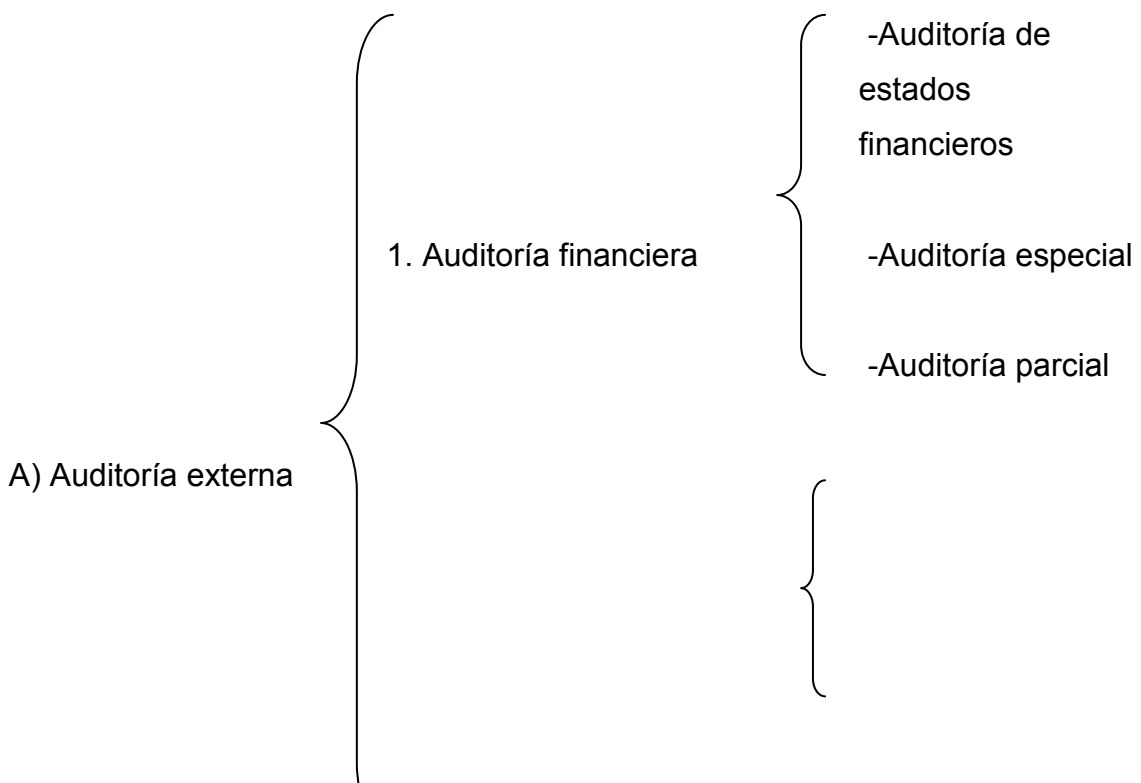 -Auditoría de
estados
financieros
1. Auditoría financiera
-Auditoría especial
-Auditoría parcial
A) Auditoría externa